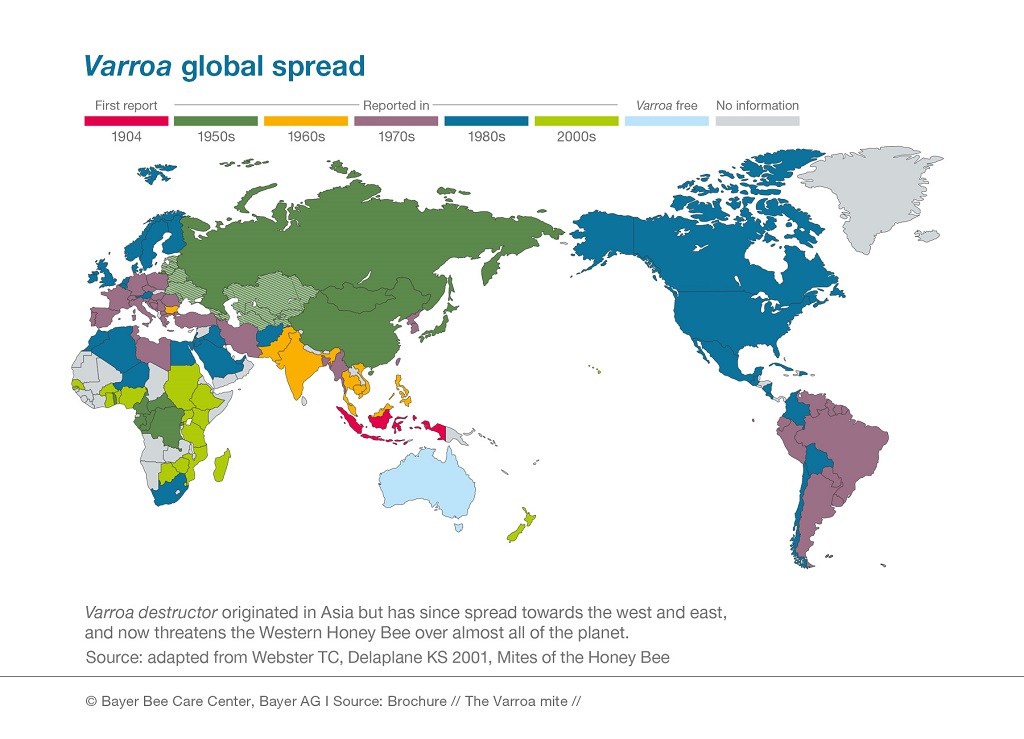 Varroa global spread
First report
Reported in
Varroa free
No information
1904
1950s
1960s
1970s
1980s
2000s
Varroa destructor originated in Asia but has since spread towards the west and east,
and now threatens the Western Honey Bee over almost all of the planet.
Source: adapted from Webster TC, Delaplane KS 2001, Mites of the Honey Bee
© Bayer Bee Care Center, Bayer AG I Source: Brochure // The Varroa mite //